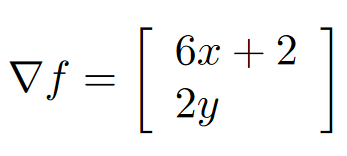 ∇f = [ 6x + 2
2y ]